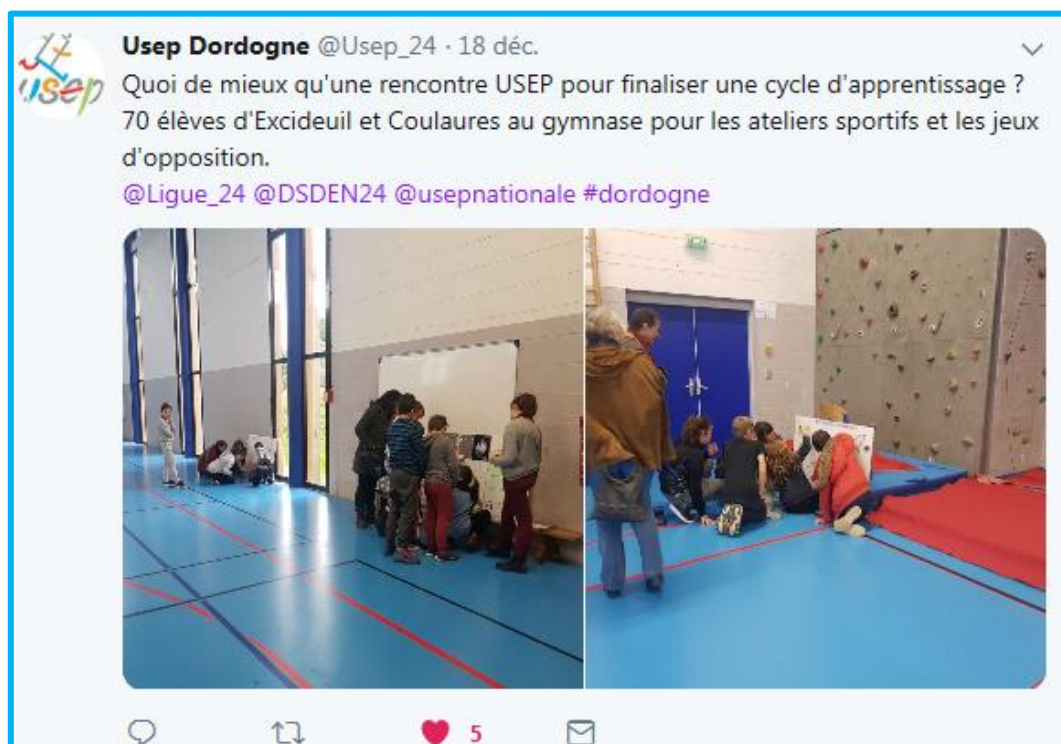 Usep Dordogne @Usep_24 · 18 déc.
usep
Quoi de mieux qu'une rencontre USEP pour finaliser une cycle d'apprentissage ?
70 élèves d'Excideuil et Coulaures au gymnase pour les ateliers sportifs et les jeux
d'opposition.
@Ligue_24 @DSDEN24 @usepnationale #dordogne
5